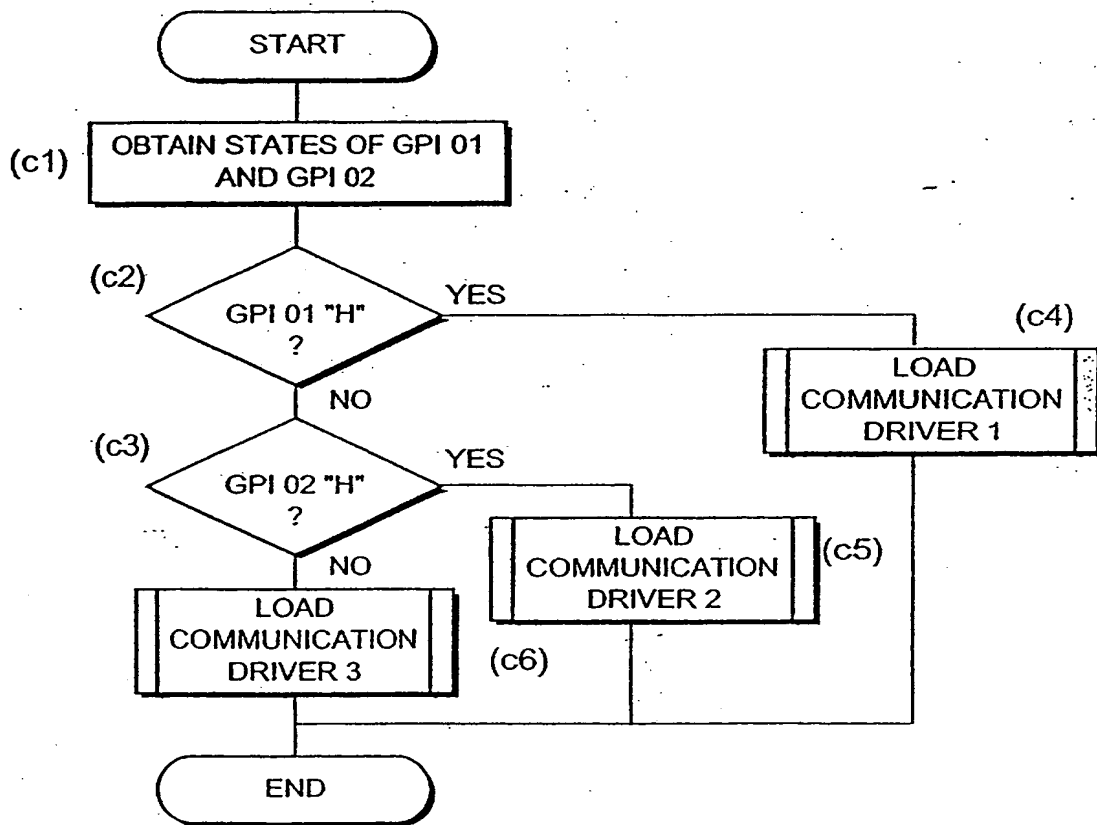 START
(c1)
OBTAIN STATES OF GPI 01
AND GPI 02
(c2)
GPI 01 "H"
?
YES
NO
(c4)
LOAD
COMMUNICATION
DRIVER 1
(c3)
GPI 02 "H"
?
YES
NO
LOAD
COMMUNICATION
DRIVER 2
(c5)
LOAD
COMMUNICATION
DRIVER 3
(c6)
END